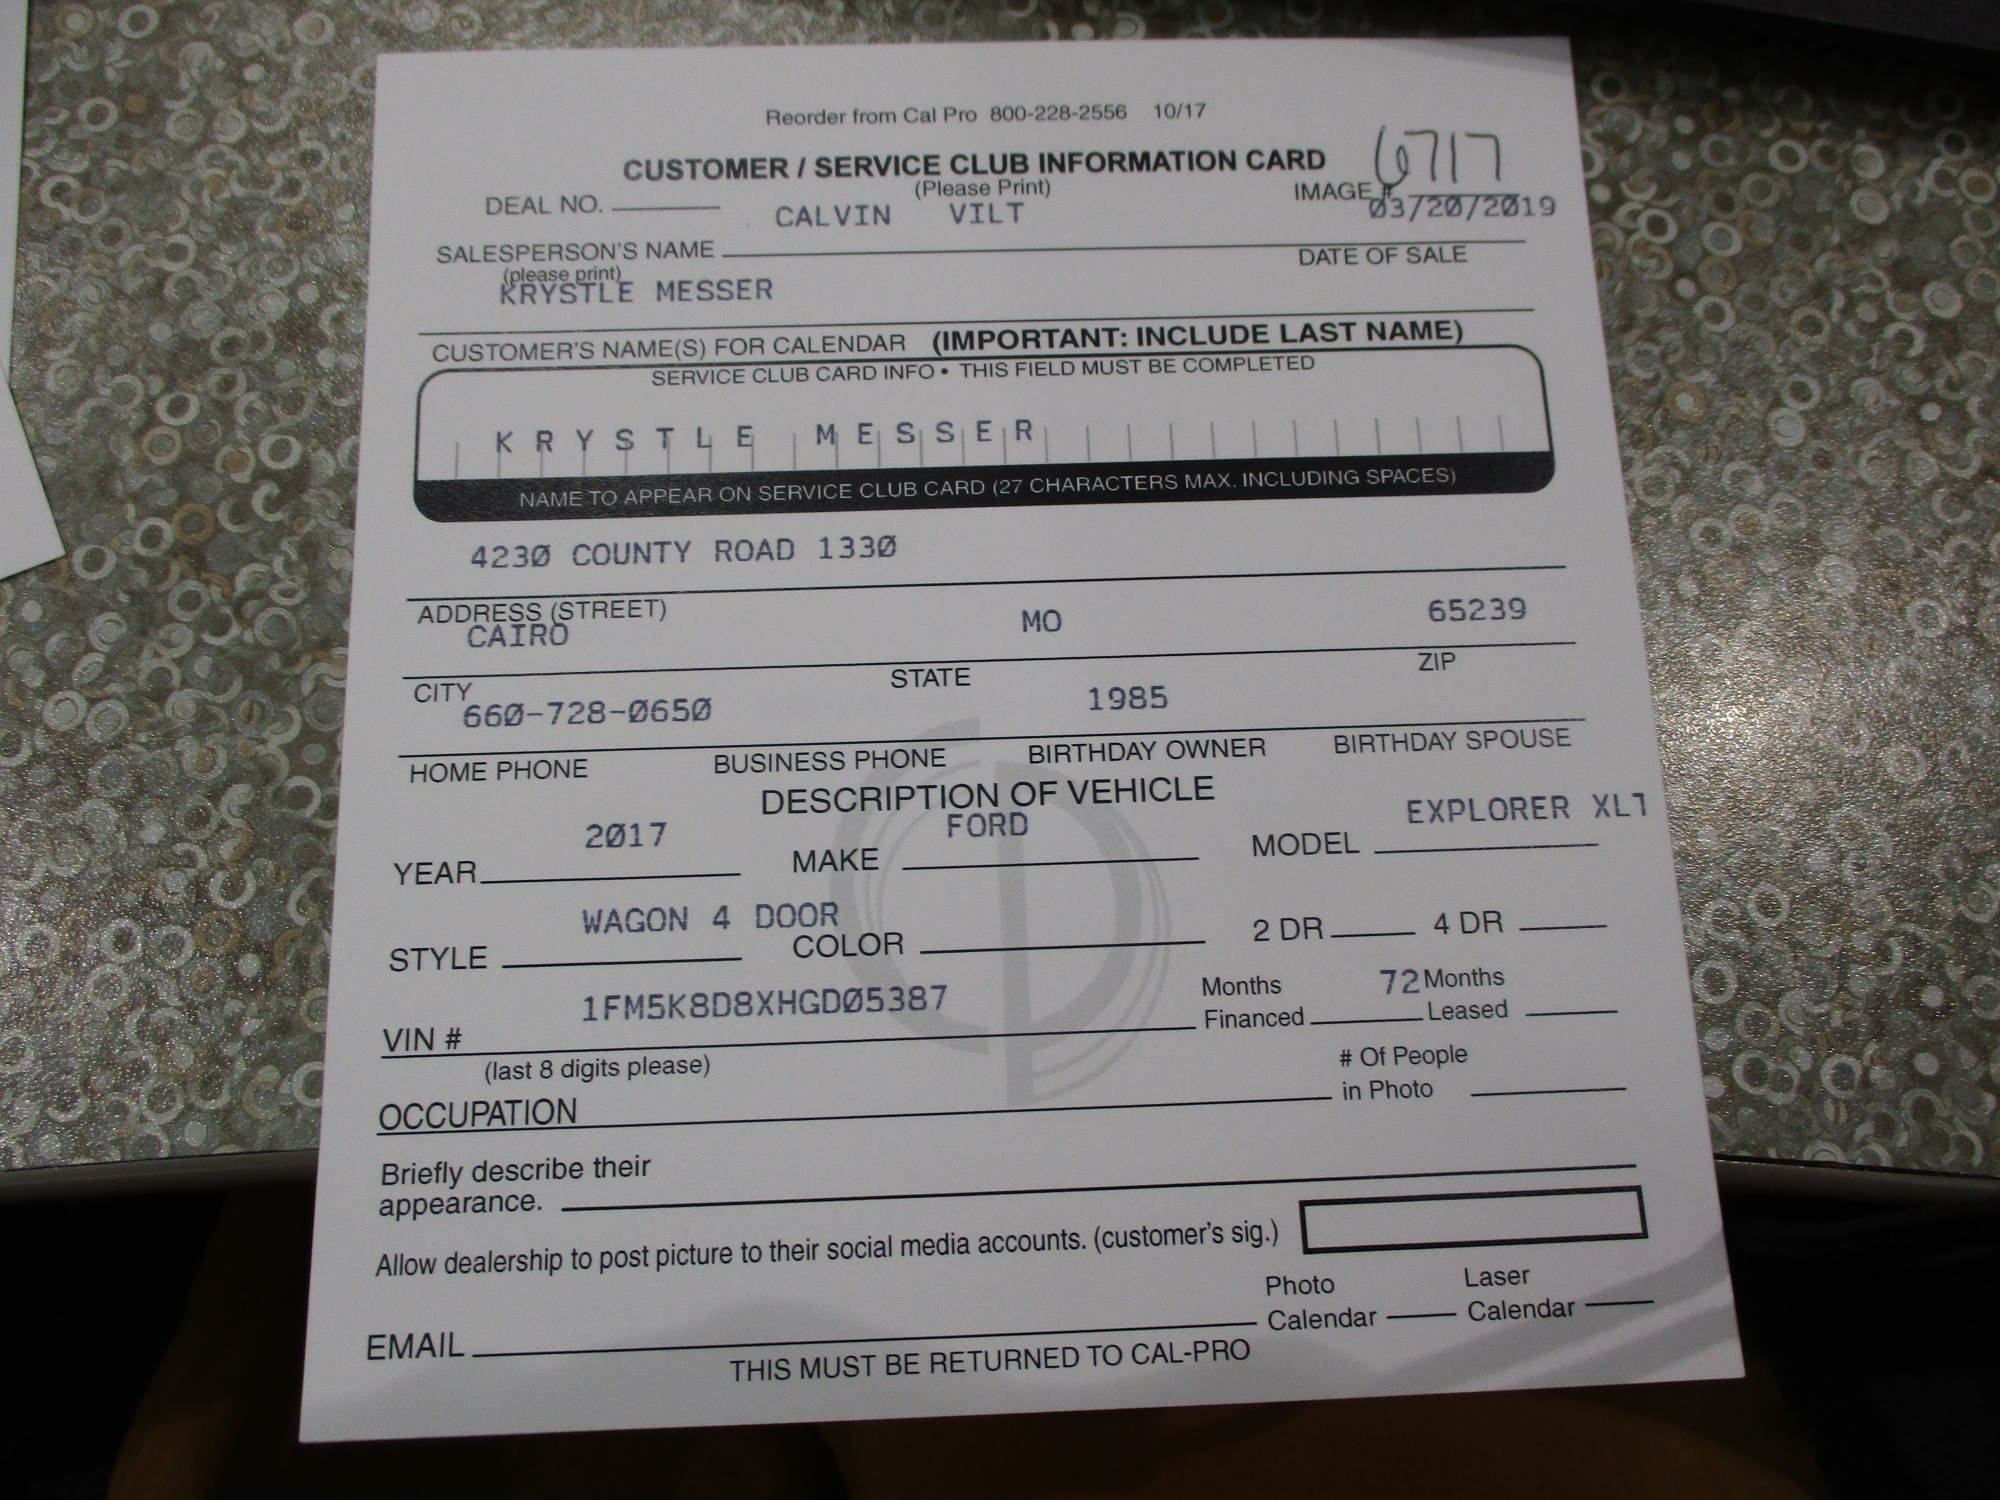 Reorder from Cal Pro 800-228-2556 10/17
CUSTOMER / SERVICE CLUB INFORMATION CARD
(Please Print)
IMAGE # 6717
DEAL NO.
CALVIN VILT
03/20/2019
SALESPERSON'S NAME
DATE OF SALE
(please print)
KRYSTLE MESSER
CUSTOMER'S NAME(S) FOR CALENDAR (IMPORTANT: INCLUDE LAST NAME)
SERVICE CLUB CARD INFO • THIS FIELD MUST BE COMPLETED
KRYSTLE MESSER
NAME TO APPEAR ON SERVICE CLUB CARD (27 CHARACTERS MAX. INCLUDING SPACES)
4230 COUNTY ROAD 1330
ADDRESS (STREET)
CAIRO MO 65239
CITY STATE ZIP
660-728-0650 1985
HOME PHONE BUSINESS PHONE BIRTHDAY OWNER BIRTHDAY SPOUSE
DESCRIPTION OF VEHICLE
2017 FORD EXPLORER XLT
YEAR MAKE MODEL
WAGON 4 DOOR
STYLE COLOR 2 DR 4 DR
1FM5K8D8XHGD05387
Months Financed 72 Months Leased
VIN #
(last 8 digits please)
# Of People in Photo
OCCUPATION
Briefly describe their
appearance.
Allow dealership to post picture to their social media accounts. (customer's sig.)
Photo Calendar Laser Calendar
EMAIL
THIS MUST BE RETURNED TO CAL-PRO